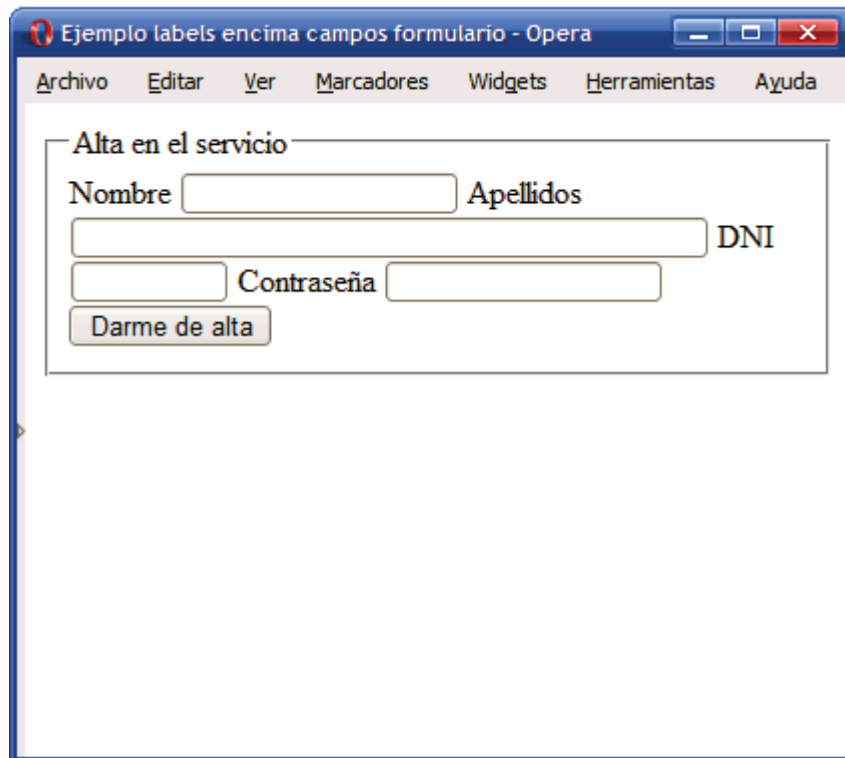 Ejemplo labels encima campos formulario - Opera
Archivo Editar Ver Marcadores Widgets Herramientas Ayuda
Alta en el servicio
Nombre Apellidos
DNI
Contraseña
Darme de alta